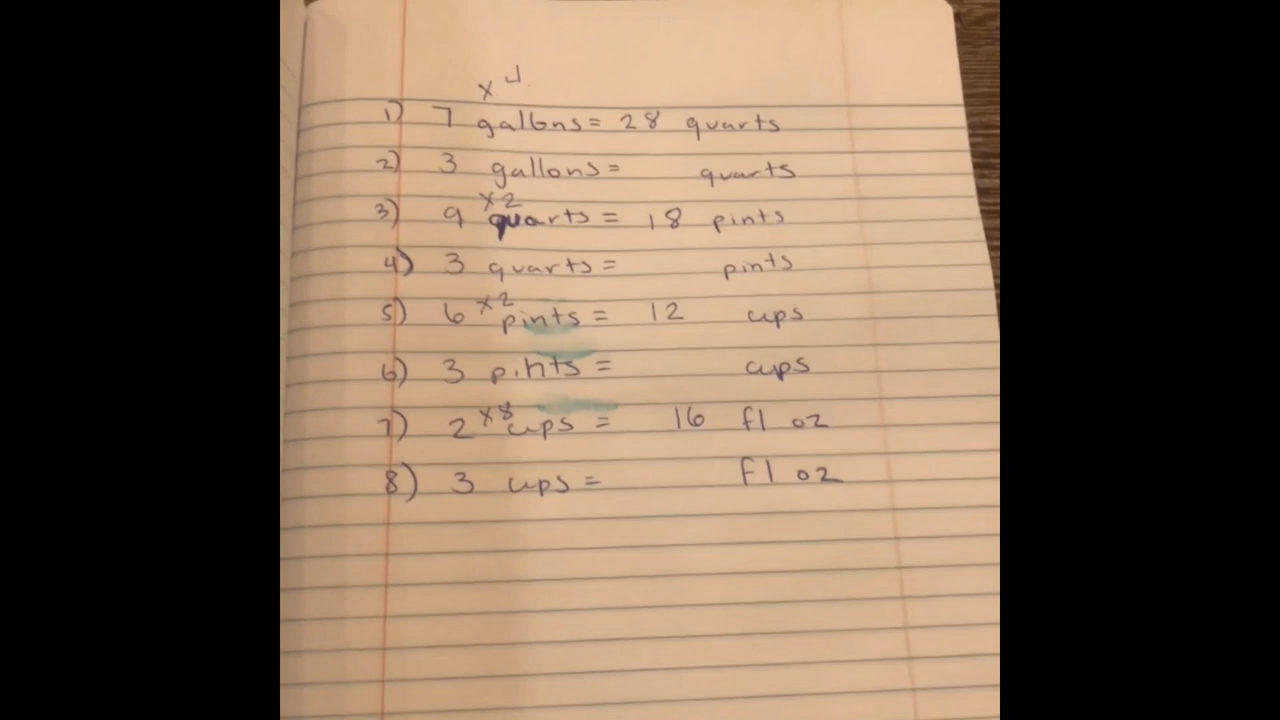 x 4
1) 7 gallons = 28 quarts
2) 3 gallons = quarts
x2
3) 9 quarts = 18 pints
4) 3 quarts = pints
5) 6 x2 pints = 12 cups
6) 3 pints = cups
7) 2 x8 cups = 16 fl oz
8) 3 cups = fl oz